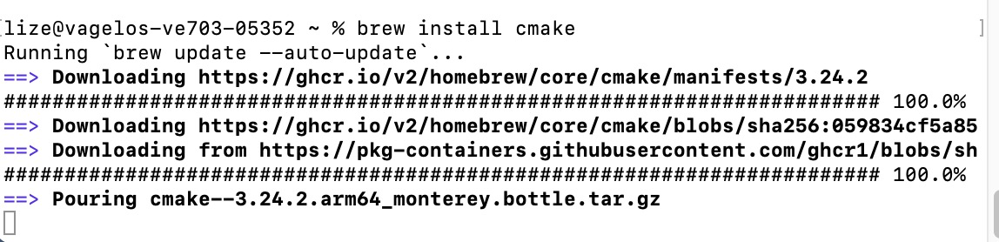 [lize@vagelos-ve703-05352 ~ % brew install cmake ]
Running `brew update --auto-update`...
==> Downloading https://ghcr.io/v2/homebrew/core/cmake/manifests/3.24.2
######################################################################## 100.0%
==> Downloading https://ghcr.io/v2/homebrew/core/cmake/blobs/sha256:059834cf5a85
==> Downloading from https://pkg-containers.githubusercontent.com/ghcr1/blobs/sh
######################################################################## 100.0%
==> Pouring cmake--3.24.2.arm64_monterey.bottle.tar.gz